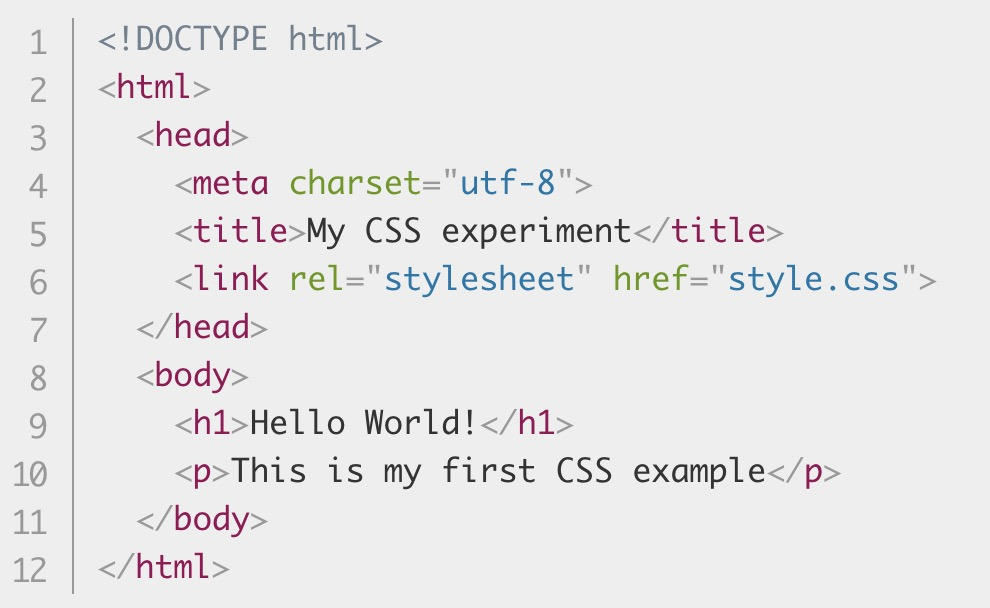 1 <!DOCTYPE html>
2 <html>
3   <head>
4     <meta charset="utf-8">
5     <title>My CSS experiment</title>
6     <link rel="stylesheet" href="style.css">
7   </head>
8   <body>
9     <h1>Hello World!</h1>
10     <p>This is my first CSS example</p>
11   </body>
12 </html>